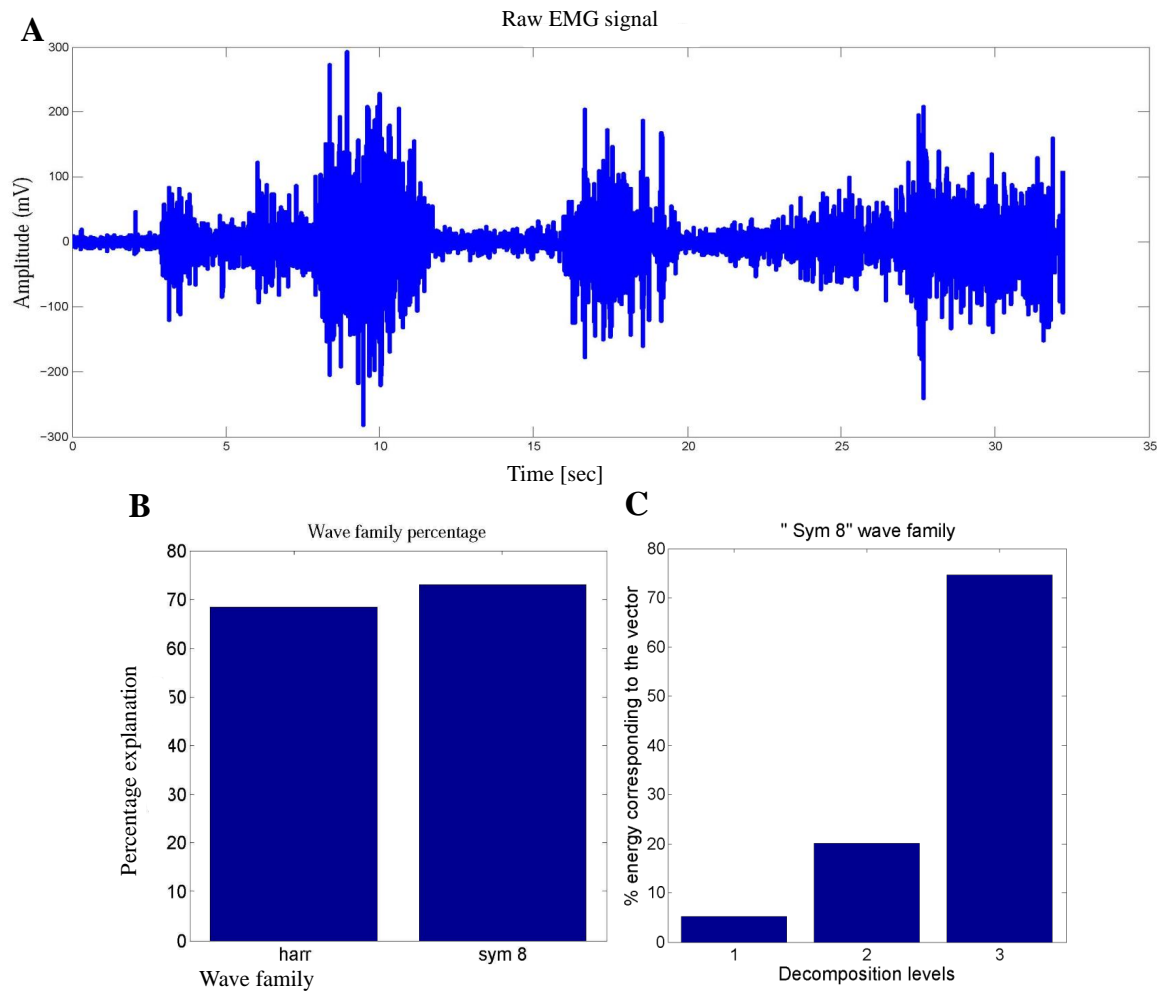 Raw EMG signal
A
300
200
100
0
−100
−200
−300
Amplitude (mV)
0 5 10 15 20 25 30 35
Time [sec]
B
Wave family percentage
80
70
60
50
40
30
20
10
0
Percentage explanation
harr sym 8
Wave family
C
" Sym 8" wave family
80
70
60
50
40
30
20
10
0
% energy corresponding to the vector
1 2 3
Decomposition levels